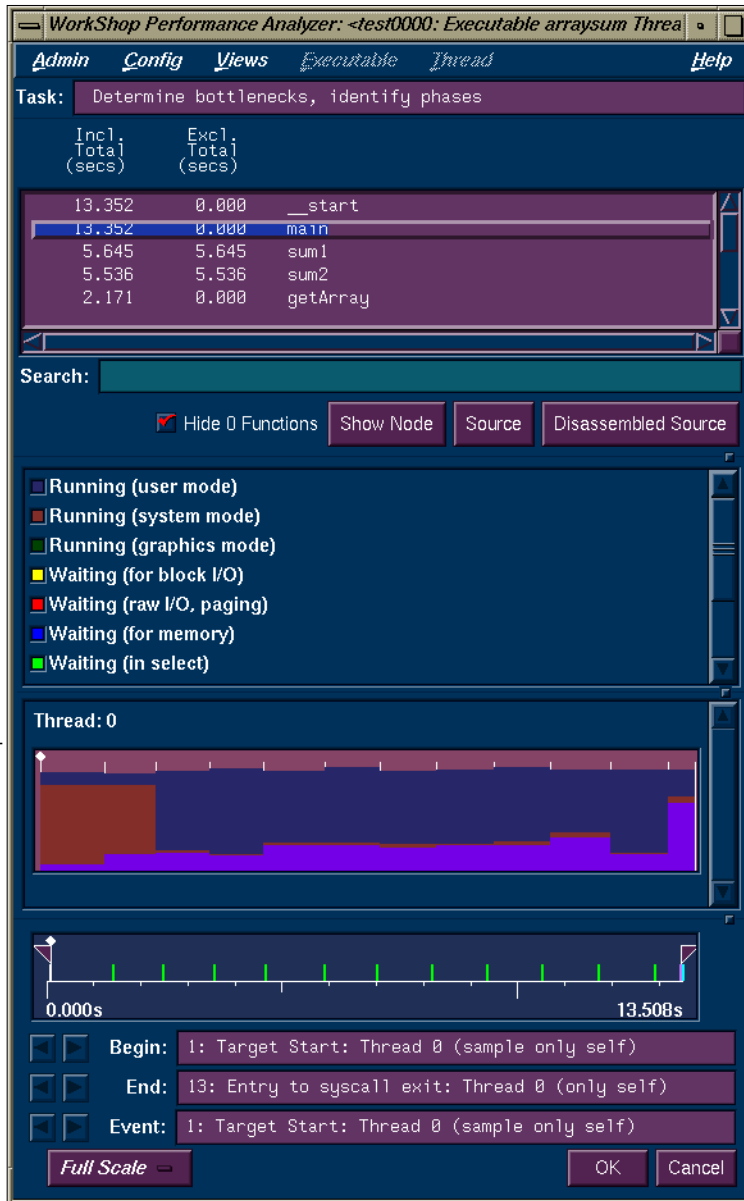 WorkShop Performance Analyzer: <test0000: Executable arraysum Threa
Admin Config Views Executable Thread Help
Task: Determine bottlenecks, identify phases
Incl. Excl.
Total Total
(secs) (secs)
13.352 0.000 __start
13.352 0.000 main
5.645 5.645 sum1
5.536 5.536 sum2
2.171 0.000 getArray
Search:
Hide 0 Functions Show Node Source Disassembled Source
Running (user mode)
Running (system mode)
Running (graphics mode)
Waiting (for block I/O)
Waiting (raw I/O, paging)
Waiting (for memory)
Waiting (in select)
Thread: 0
0.000s 13.508s
Begin: 1: Target Start: Thread 0 (sample only self)
End: 13: Entry to syscall exit: Thread 0 (only self)
Event: 1: Target Start: Thread 0 (sample only self)
Full Scale OK Cancel